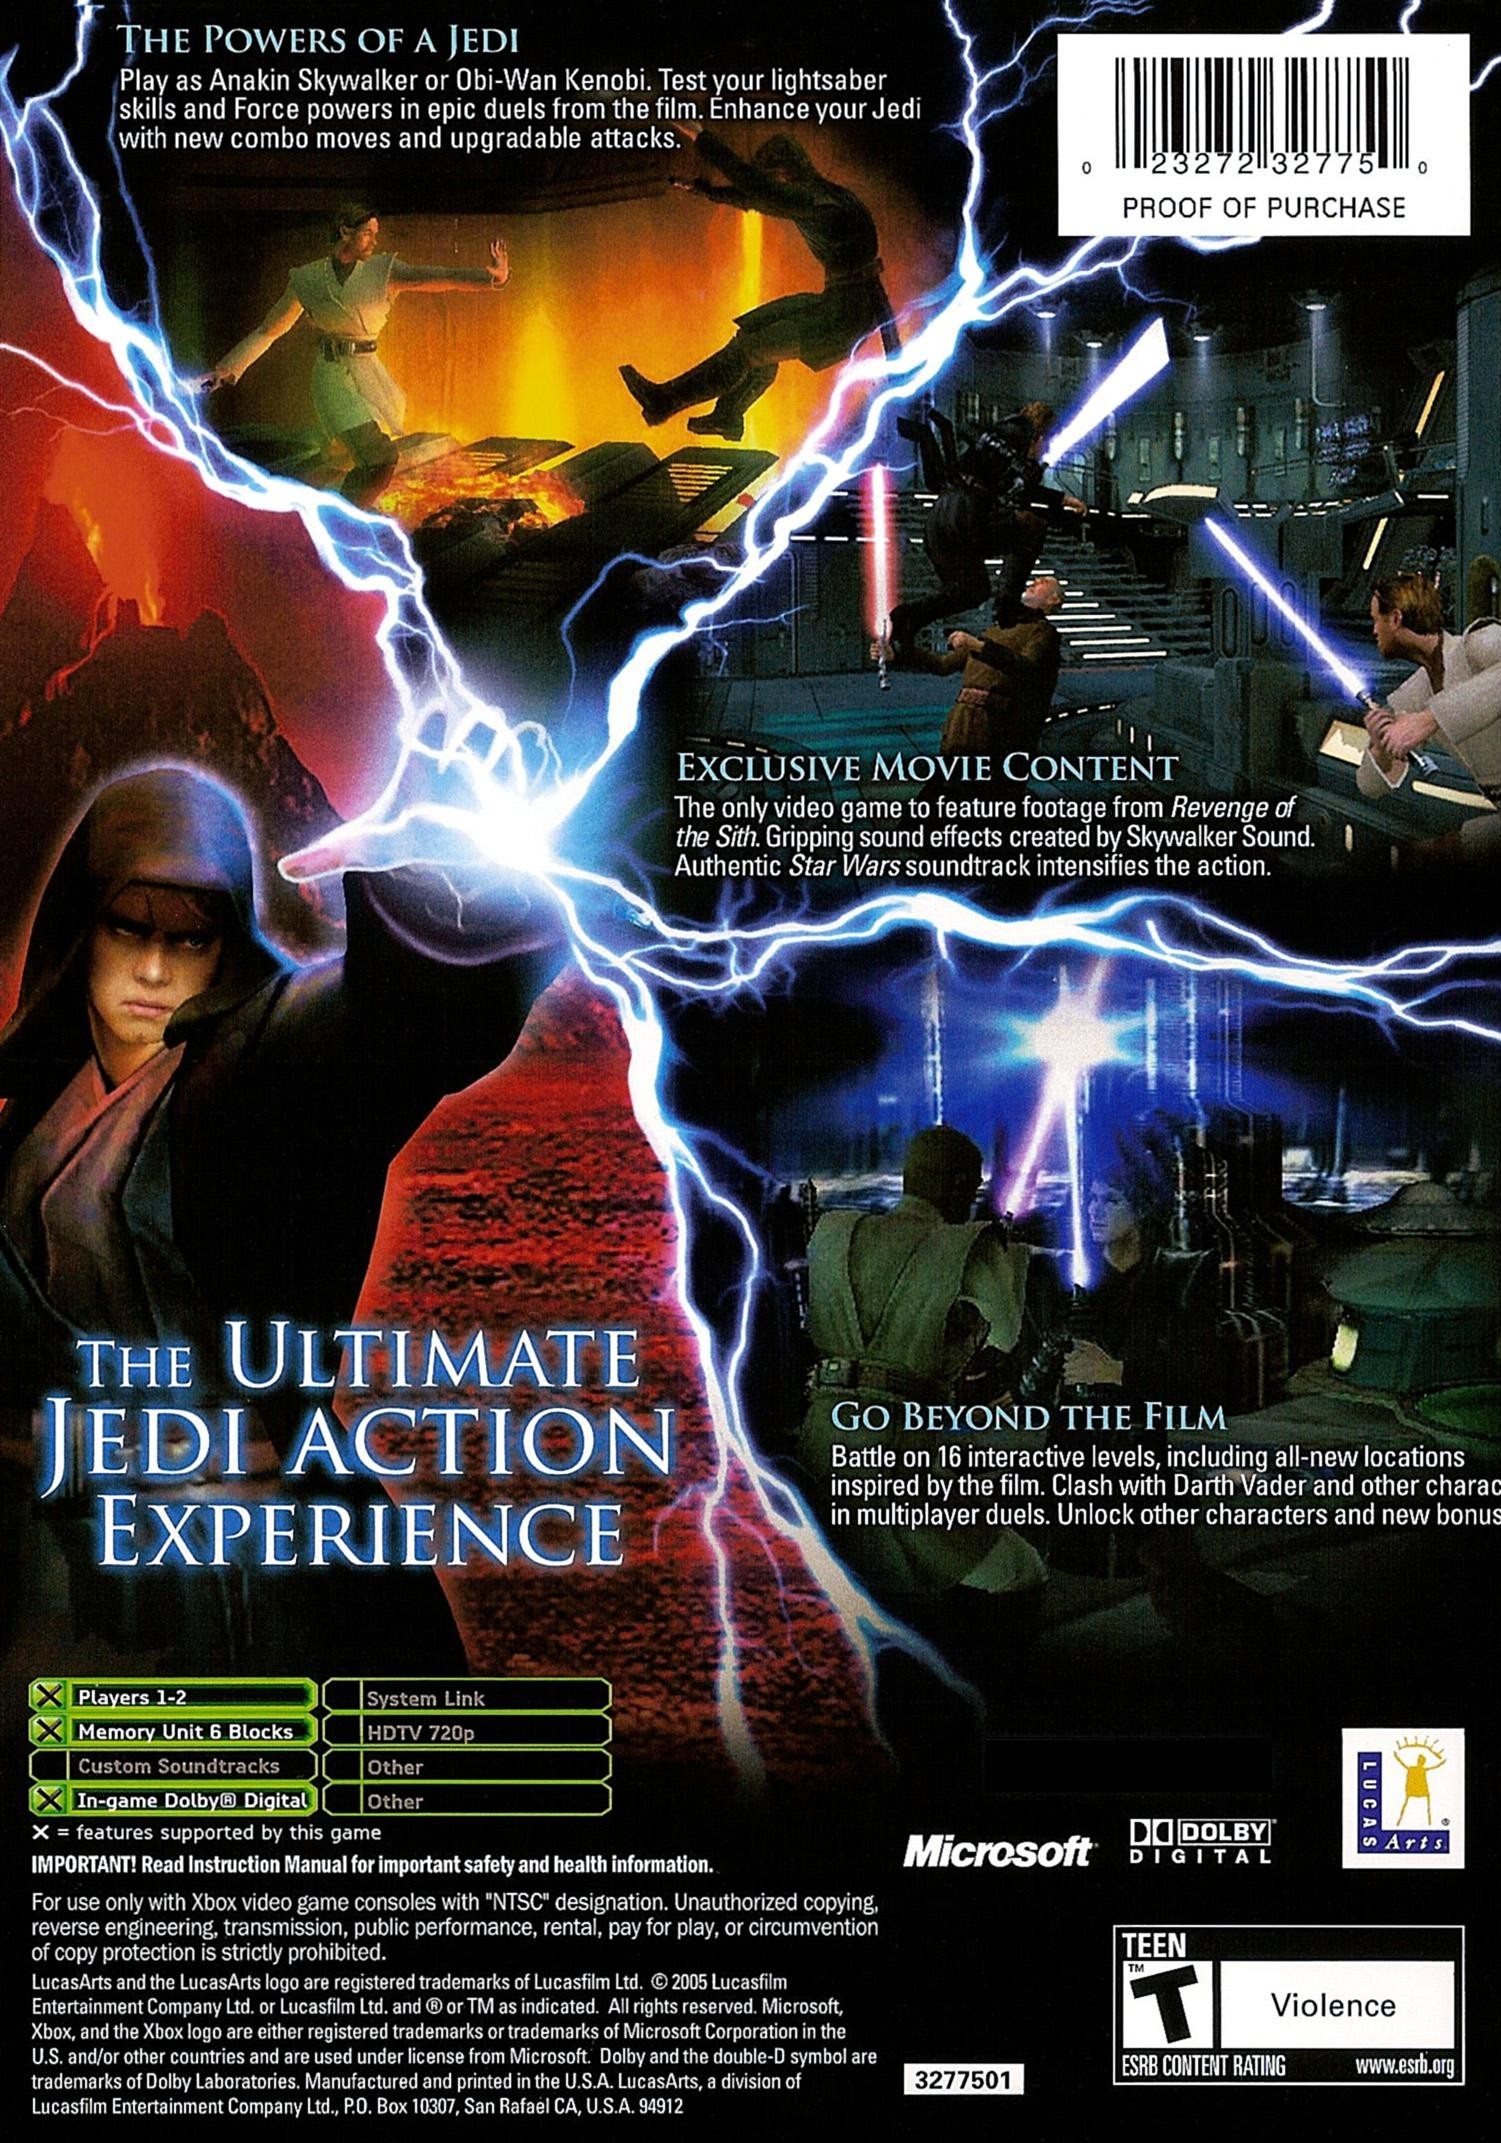 THE POWERS OF A JEDI
Play as Anakin Skywalker or Obi-Wan Kenobi. Test your lightsaber
skills and Force powers in epic duels from the film. Enhance your Jedi
with new combo moves and upgradable attacks.
0 23272 32775 0
PROOF OF PURCHASE
EXCLUSIVE MOVIE CONTENT
The only video game to feature footage from Revenge of
the Sith. Gripping sound effects created by Skywalker Sound.
Authentic Star Wars soundtrack intensifies the action.
THE ULTIMATE
JEDI ACTION
EXPERIENCE
GO BEYOND THE FILM
Battle on 16 interactive levels, including all-new locations
inspired by the film. Clash with Darth Vader and other charac
in multiplayer duels. Unlock other characters and new bonus
X Players 1-2
X Memory Unit 6 Blocks
Custom Soundtracks
X In-game Dolby® Digital
System Link
HDTV 720p
Other
Other
X = features supported by this game
IMPORTANT! Read Instruction Manual for important safety and health information.
For use only with Xbox video game consoles with "NTSC" designation. Unauthorized copying,
reverse engineering, transmission, public performance, rental, pay for play, or circumvention
of copy protection is strictly prohibited.
LucasArts and the LucasArts logo are registered trademarks of Lucasfilm Ltd. © 2005 Lucasfilm
Entertainment Company Ltd. or Lucasfilm Ltd. and ® or TM as indicated. All rights reserved. Microsoft,
Xbox, and the Xbox logo are either registered trademarks or trademarks of Microsoft Corporation in the
U.S. and/or other countries and are used under license from Microsoft. Dolby and the double-D symbol are
trademarks of Dolby Laboratories. Manufactured and printed in the U.S.A. LucasArts, a division of
Lucasfilm Entertainment Company Ltd., P.O. Box 10307, San Rafael CA, U.S.A. 94912
Microsoft
DOLBY
DIGITAL
LUCAS
Arts ®
3277501
TEEN
T ™
Violence
ESRB CONTENT RATING www.esrb.org